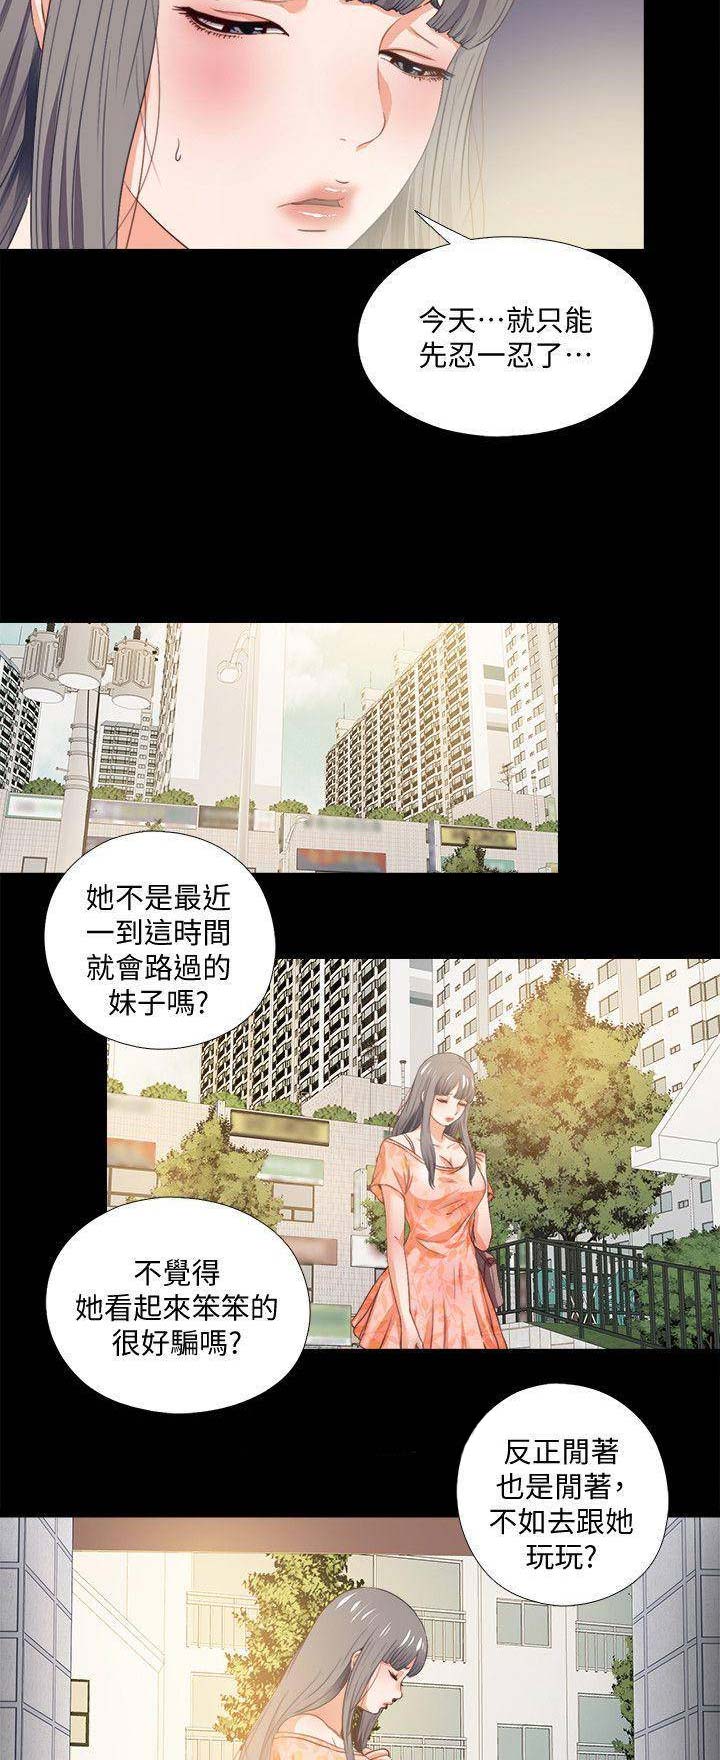 今天⋯就只能
先忍一忍了⋯
她不是最近
一到這時間
就會路過的
妹子嗎?
不覺得
她看起來笨笨的
很好騙嗎?
反正閒著
也是閒著,
不如去跟她
玩玩?